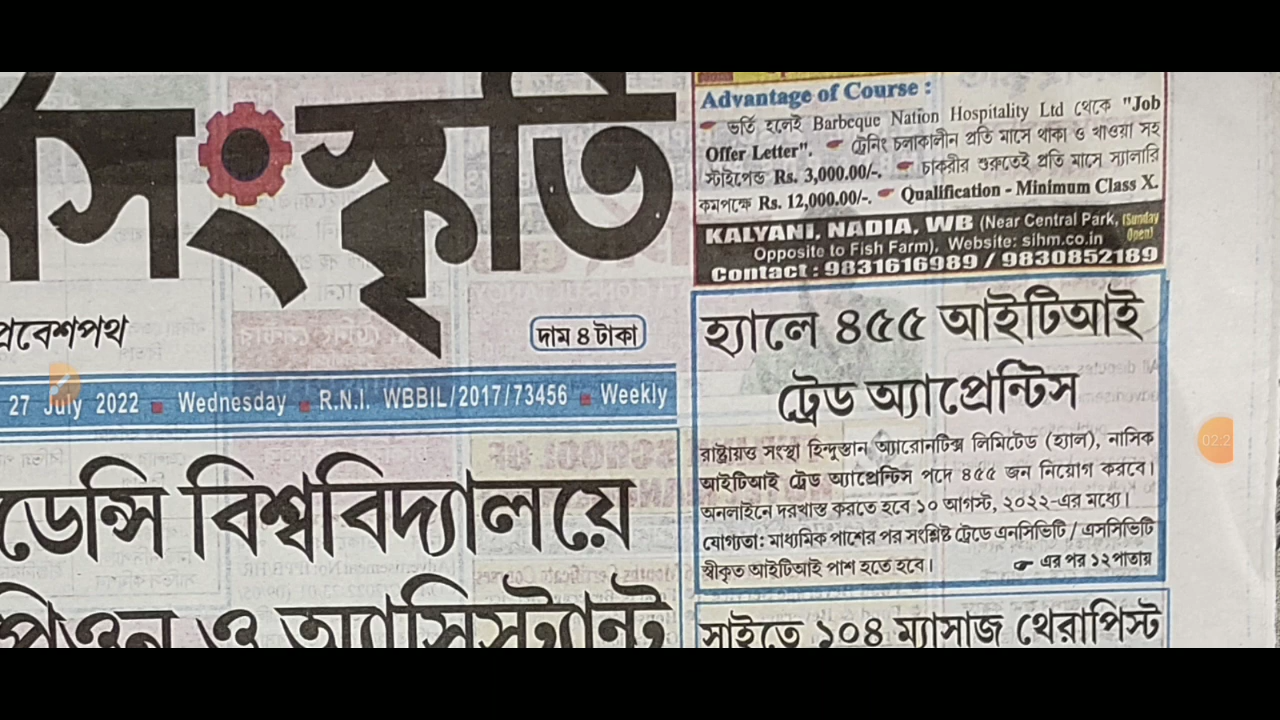 র্মসংস্কৃতি
প্রবেশপথ
দাম ৪ টাকা
27 July 2022 Wednesday R.N.I. WBBIL/2017/73456 Weekly
ডেন্সি বিশ্ববিদ্যালয়ে
পিওন ও অ্যাসিস্ট্যান্ট
Advantage of Course :
ভর্তি হলেই Barbeque Nation Hospitality Ltd থেকে "Job
Offer Letter". ট্রেনিং চলাকালীন প্রতি মাসে থাকা ও খাওয়া সহ
স্টাইপেন্ড Rs. 3,000.00/-. চাকরীর শুরুতেই প্রতি মাসে স্যালারি
কমপক্ষে Rs. 12,000.00/-. Qualification - Minimum Class X.
KALYANI, NADIA, WB (Near Central Park, (Sunday
Opposite to Fish Farm), Website: sihm.co.in Open)
Contact : 9831616989 / 9830852189
হ্যালে ৪৫৫ আইটিআই
ট্রেড অ্যাপ্রেন্টিস
রাষ্ট্রায়ত্ত সংস্থা হিন্দুস্তান অ্যারোনটিক্স লিমিটেড (হ্যাল), নাসিক
আইটিআই ট্রেড অ্যাপ্রেন্টিস পদে ৪৫৫ জন নিয়োগ করবে।
অনলাইনে দরখাস্ত করতে হবে ১০ আগস্ট, ২০২২-এর মধ্যে।
যোগ্যতা: মাধ্যমিক পাশের পর সংশ্লিষ্ট ট্রেডে এনসিভিটি / এসসিভিটি
স্বীকৃত আইটিআই পাশ হতে হবে। এর পর ১২ পাতায়
সাইতে ১০৪ ম্যাসাজ থেরাপিস্ট